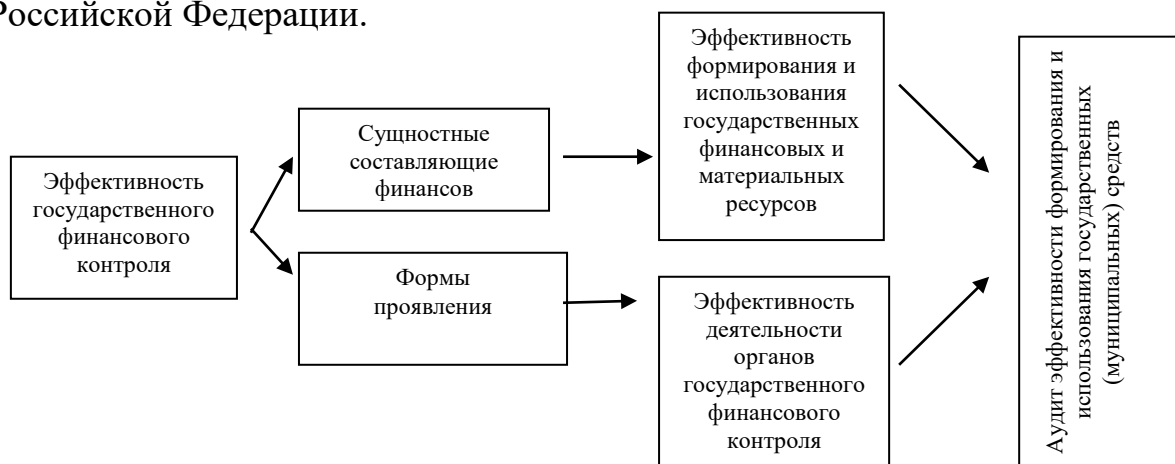 Российской Федерации.
Эффективность
государственного
финансового
контроля
Сущностные
составляющие
финансов
Формы
проявления
Эффективность
формирования и
использования
государственных
финансовых и
материальных
ресурсов
Эффективность
деятельности
органов
государственного
финансового
контроля
Аудит эффективности формирования и
использования государственных
(муниципальных) средств